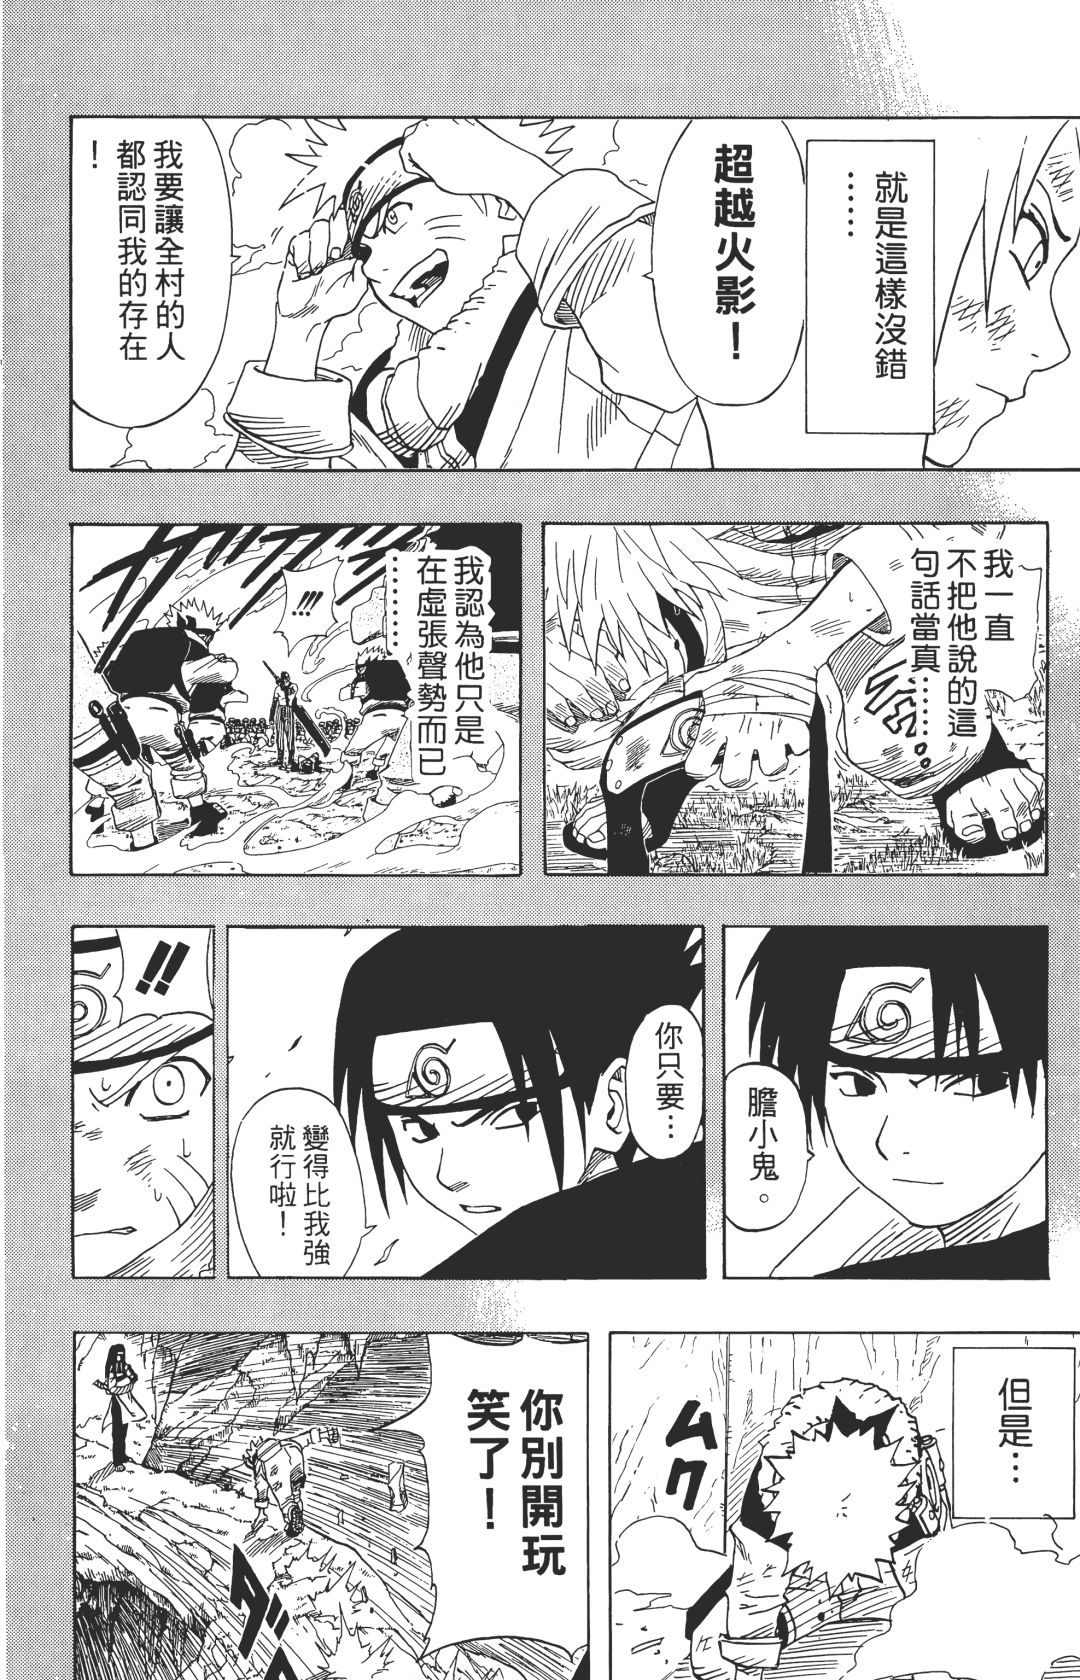 就是這樣沒錯
……
超越火影！
我要讓全村的人
都認同我的存在
！
我一直
不把他說的這
句話當真……。
我認為他只是
在虛張聲勢而已
………
!!!
膽小鬼。
你只要…
變得比我強
就行啦！
!!
但是…
ムク
你別開玩
笑了！